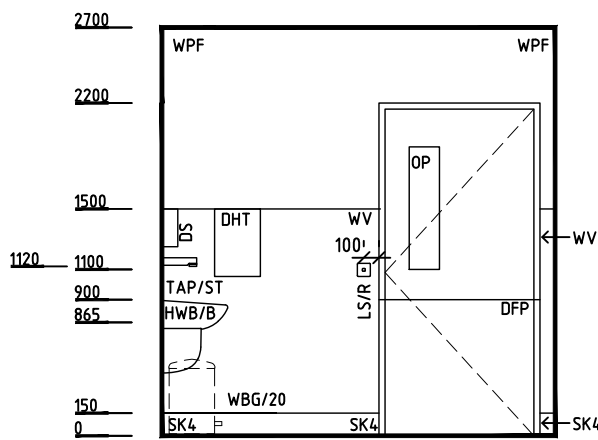 2700
WPF WPF
2200
OP
1500
DHT WV
DS
WV
100
1120
1100
TAP/ST
LS/R
900
HWB/B DFP
865
WBG/20
150
SK4 SK4 SK4
0